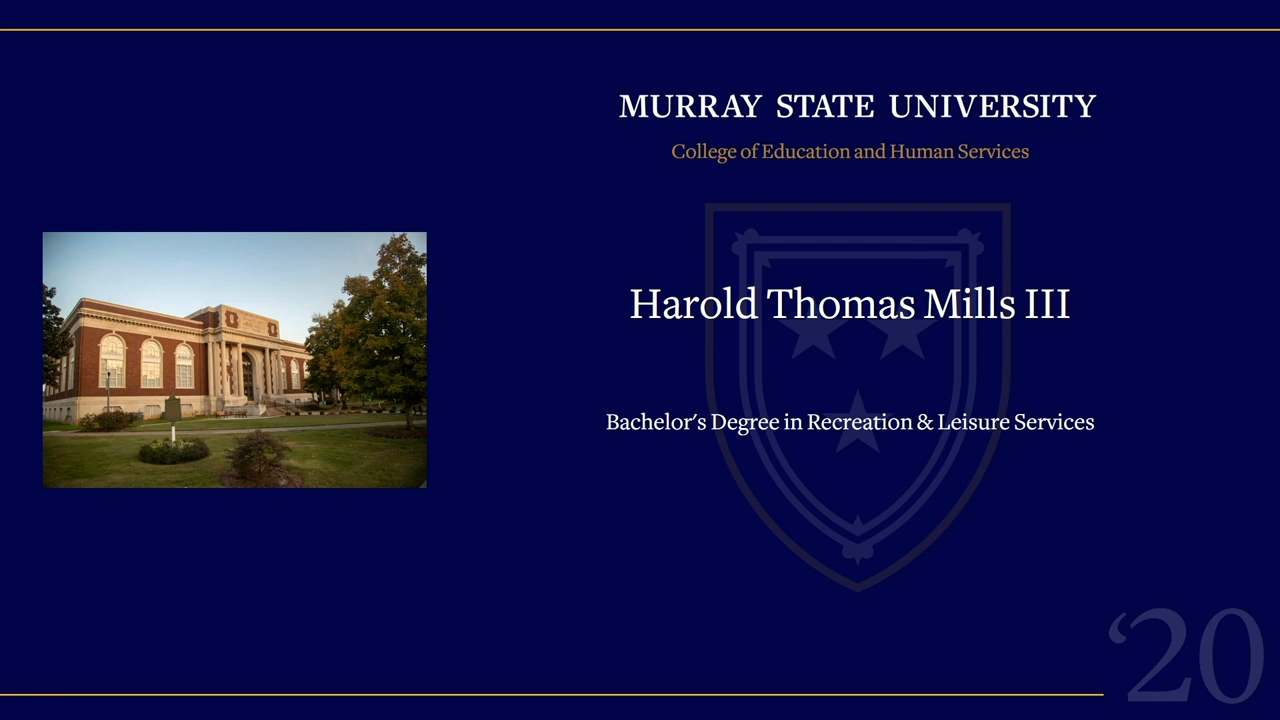 MURRAY STATE UNIVERSITY
College of Education and Human Services
Harold Thomas Mills III
Bachelor's Degree in Recreation & Leisure Services
‘20